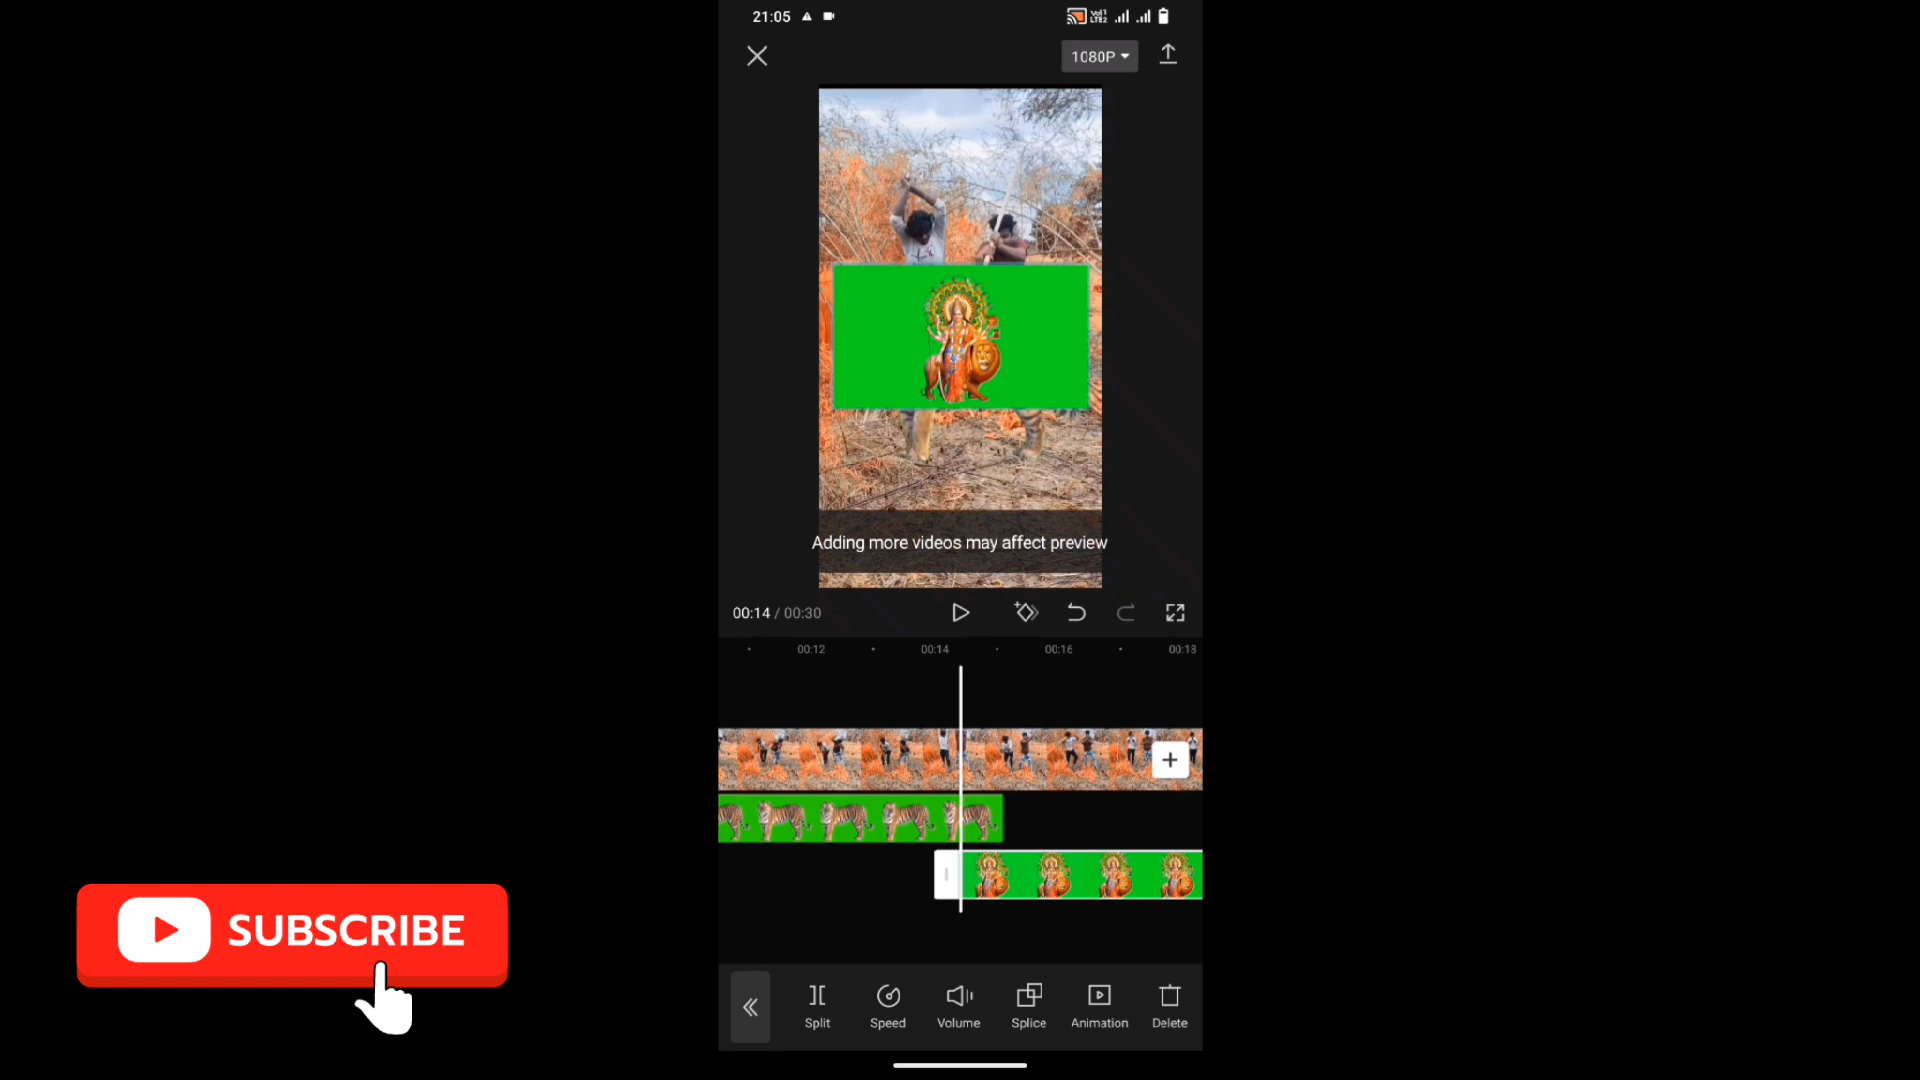 21:05
LTE2
1080P
Adding more videos may affect preview
00:14 / 00:30
00:12 00:14 00:16 00:18
SUBSCRIBE
Split Speed Volume Splice Animation Delete